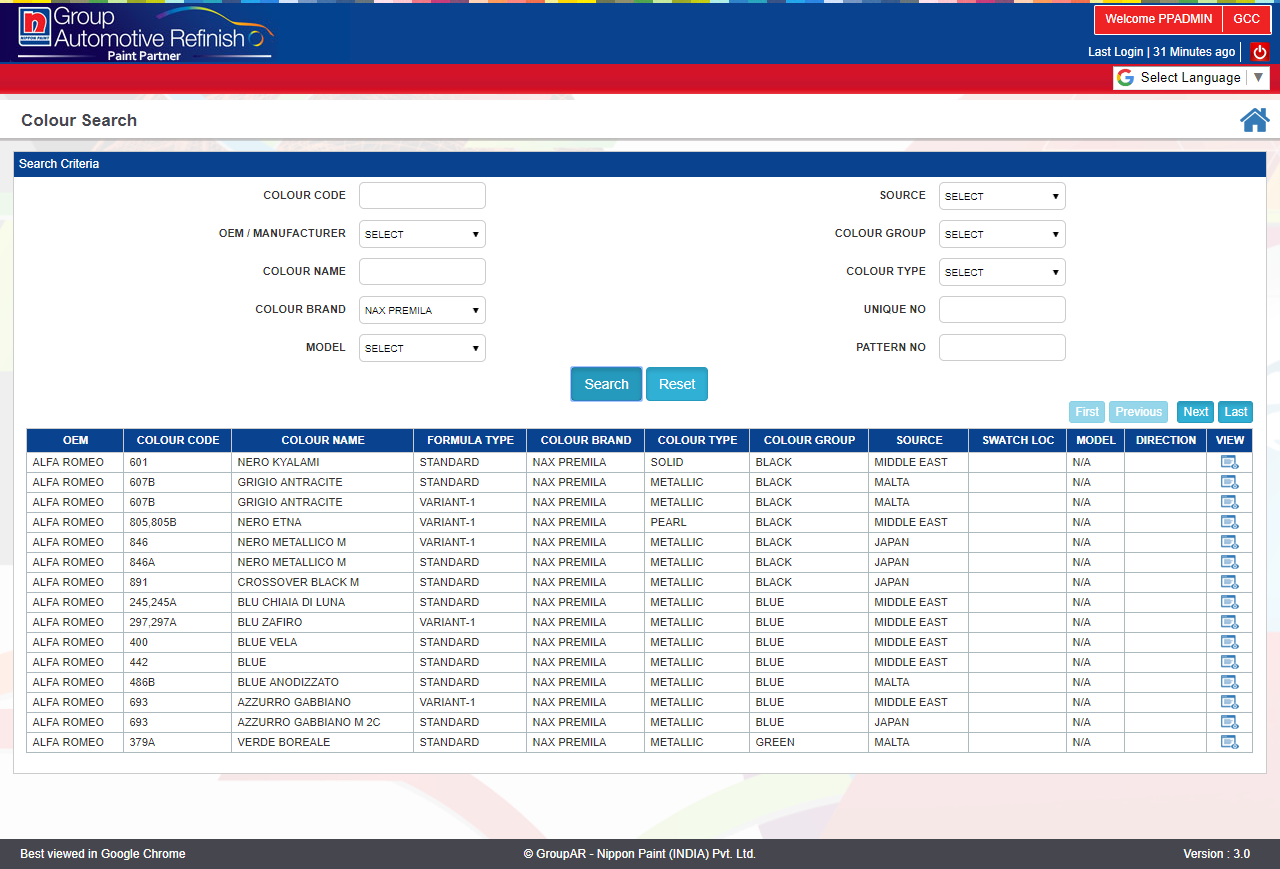 n
NIPPON PAINT
Group
Automotive Refinish
Paint Partner
Welcome PPADMIN GCC
Last Login | 31 Minutes ago
G Select Language ▼
Colour Search
Search Criteria
COLOUR CODE SOURCE SELECT
OEM / MANUFACTURER SELECT COLOUR GROUP SELECT
COLOUR NAME COLOUR TYPE SELECT
COLOUR BRAND NAX PREMILA UNIQUE NO
MODEL SELECT PATTERN NO
Search Reset
First Previous Next Last
OEM COLOUR CODE COLOUR NAME FORMULA TYPE COLOUR BRAND COLOUR TYPE COLOUR GROUP SOURCE SWATCH LOC MODEL DIRECTION VIEW
ALFA ROMEO 601 NERO KYALAMI STANDARD NAX PREMILA SOLID BLACK MIDDLE EAST N/A
ALFA ROMEO 607B GRIGIO ANTRACITE STANDARD NAX PREMILA METALLIC BLACK MALTA N/A
ALFA ROMEO 607B GRIGIO ANTRACITE VARIANT-1 NAX PREMILA METALLIC BLACK MALTA N/A
ALFA ROMEO 805,805B NERO ETNA VARIANT-1 NAX PREMILA PEARL BLACK MIDDLE EAST N/A
ALFA ROMEO 846 NERO METALLICO M VARIANT-1 NAX PREMILA METALLIC BLACK JAPAN N/A
ALFA ROMEO 846A NERO METALLICO M STANDARD NAX PREMILA METALLIC BLACK JAPAN N/A
ALFA ROMEO 891 CROSSOVER BLACK M STANDARD NAX PREMILA METALLIC BLACK JAPAN N/A
ALFA ROMEO 245,245A BLU CHIAIA DI LUNA STANDARD NAX PREMILA METALLIC BLUE MIDDLE EAST N/A
ALFA ROMEO 297,297A BLU ZAFIRO VARIANT-1 NAX PREMILA METALLIC BLUE MIDDLE EAST N/A
ALFA ROMEO 400 BLUE VELA STANDARD NAX PREMILA METALLIC BLUE MIDDLE EAST N/A
ALFA ROMEO 442 BLUE STANDARD NAX PREMILA METALLIC BLUE MIDDLE EAST N/A
ALFA ROMEO 486B BLUE ANODIZZATO STANDARD NAX PREMILA METALLIC BLUE MALTA N/A
ALFA ROMEO 693 AZZURRO GABBIANO VARIANT-1 NAX PREMILA METALLIC BLUE MIDDLE EAST N/A
ALFA ROMEO 693 AZZURRO GABBIANO M 2C STANDARD NAX PREMILA METALLIC BLUE JAPAN N/A
ALFA ROMEO 379A VERDE BOREALE STANDARD NAX PREMILA METALLIC GREEN MALTA N/A
Best viewed in Google Chrome © GroupAR - Nippon Paint (INDIA) Pvt. Ltd. Version : 3.0